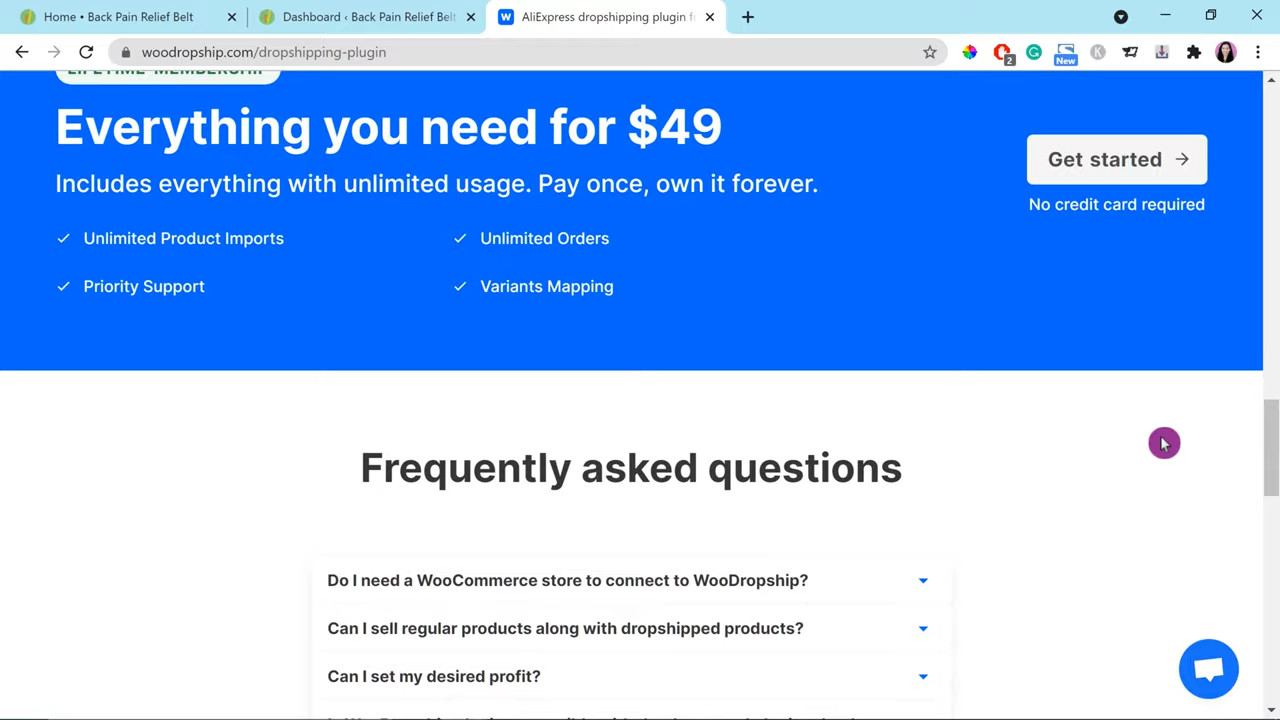 Home • Back Pain Relief Belt
Dashboard ‹ Back Pain Relief Belt
AliExpress dropshipping plugin f
woodropship.com/dropshipping-plugin
2
New
K
LIFETIME MEMBERSHIP
Everything you need for $49
Get started
Includes everything with unlimited usage. Pay once, own it forever.
No credit card required
Unlimited Product Imports
Unlimited Orders
Priority Support
Variants Mapping
Frequently asked questions
Do I need a WooCommerce store to connect to WooDropship?
Can I sell regular products along with dropshipped products?
Can I set my desired profit?